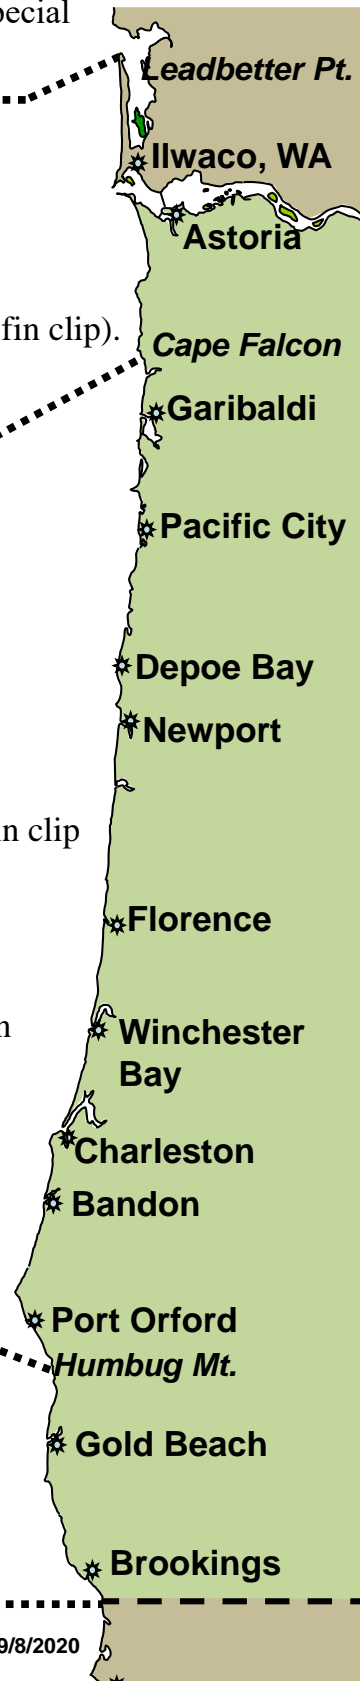 pecial
Leadbetter Pt.
Ilwaco, WA
Astoria
fin clip).
Cape Falcon
Garibaldi
Pacific City
Depoe Bay
Newport
n clip
Florence
n
Winchester
Bay
Charleston
Bandon
Port Orford
Humbug Mt.
Gold Beach
Brookings
9/8/2020